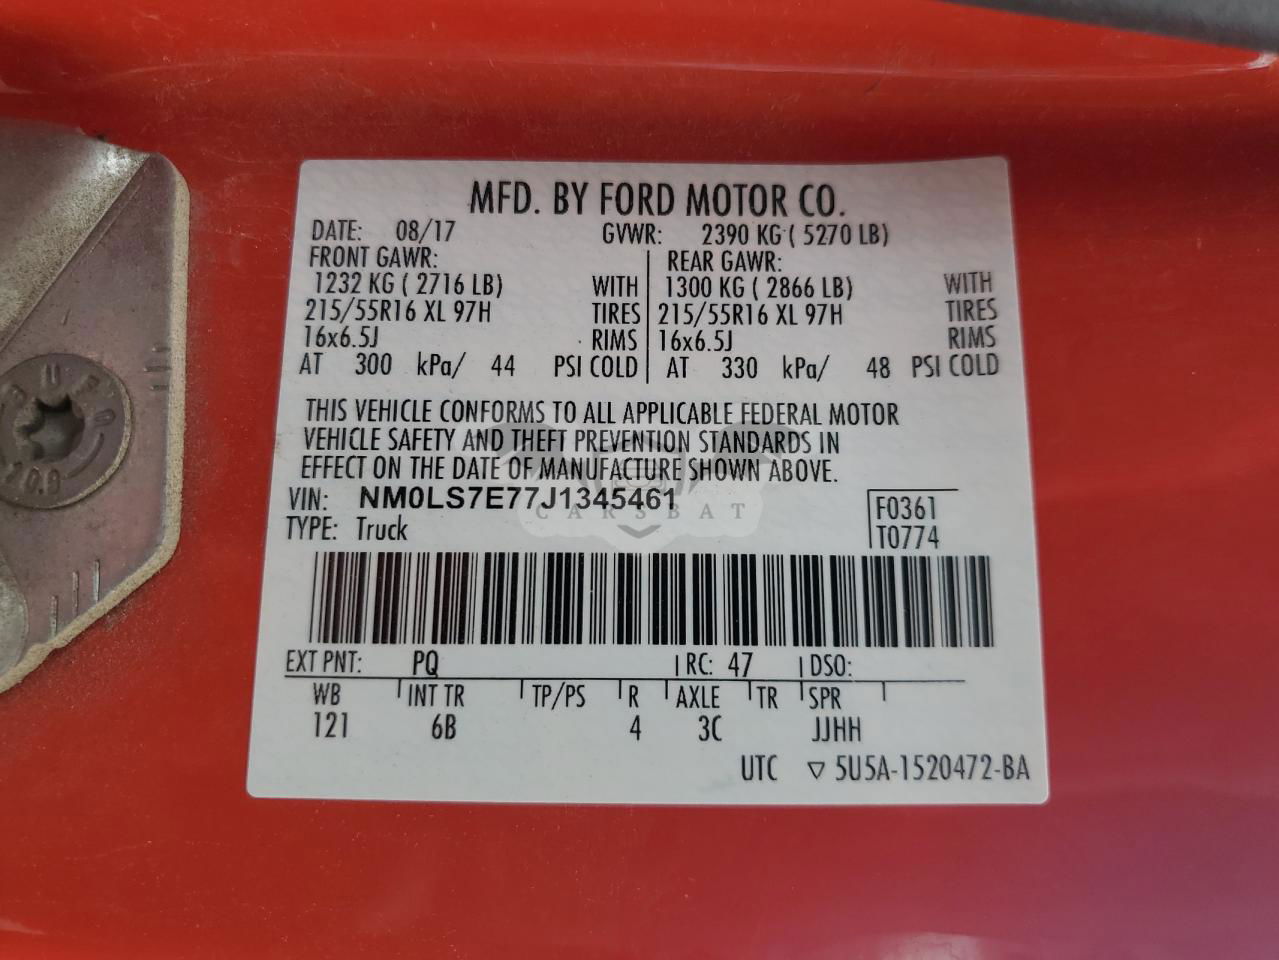 MFD. BY FORD MOTOR CO.
DATE: 08/17 GVWR: 2390 KG ( 5270 LB)
FRONT GAWR: REAR GAWR:
1232 KG ( 2716 LB) WITH 1300 KG ( 2866 LB) WITH
215/55R16 XL 97H TIRES 215/55R16 XL 97H TIRES
16x6.5J RIMS 16x6.5J RIMS
AT 300 kPa/ 44 PSI COLD AT 330 kPa/ 48 PSI COLD
THIS VEHICLE CONFORMS TO ALL APPLICABLE FEDERAL MOTOR
VEHICLE SAFETY AND THEFT PREVENTION STANDARDS IN
EFFECT ON THE DATE OF MANUFACTURE SHOWN ABOVE.
VIN: NM0LS7E77J1345461 F0361
CARSBAT
TYPE: Truck T0774
EXT PNT: PQ RC: 47 DSO:
WB INT TR TP/PS R AXLE TR SPR
121 6B 4 3C JJHH
UTC ▽ 5U5A-1520472-BA
10.9